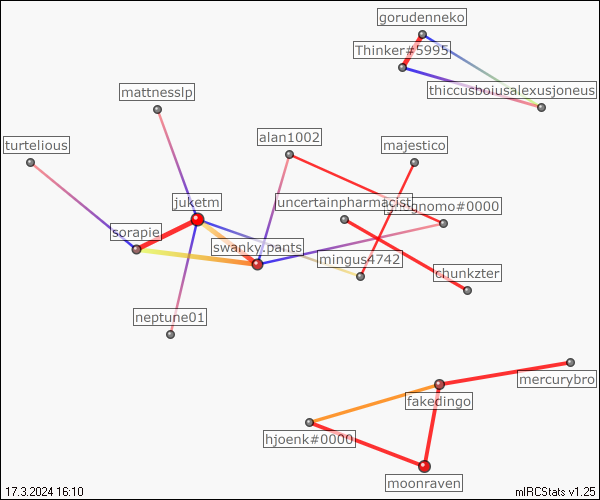 gorudenneko
Thinker#5995
mattnesslp
thiccusboiusalexusjoneus
turtelious
alan1002
majestico
juketm
uncertainpharmacist
#0000
sorapie
swanky.pants
mingus4742
chunkzter
neptune01
mercurybro
fakedingo
hjoenk#0000
moonraven
17.3.2024 16:10
mIRCStats v1.25